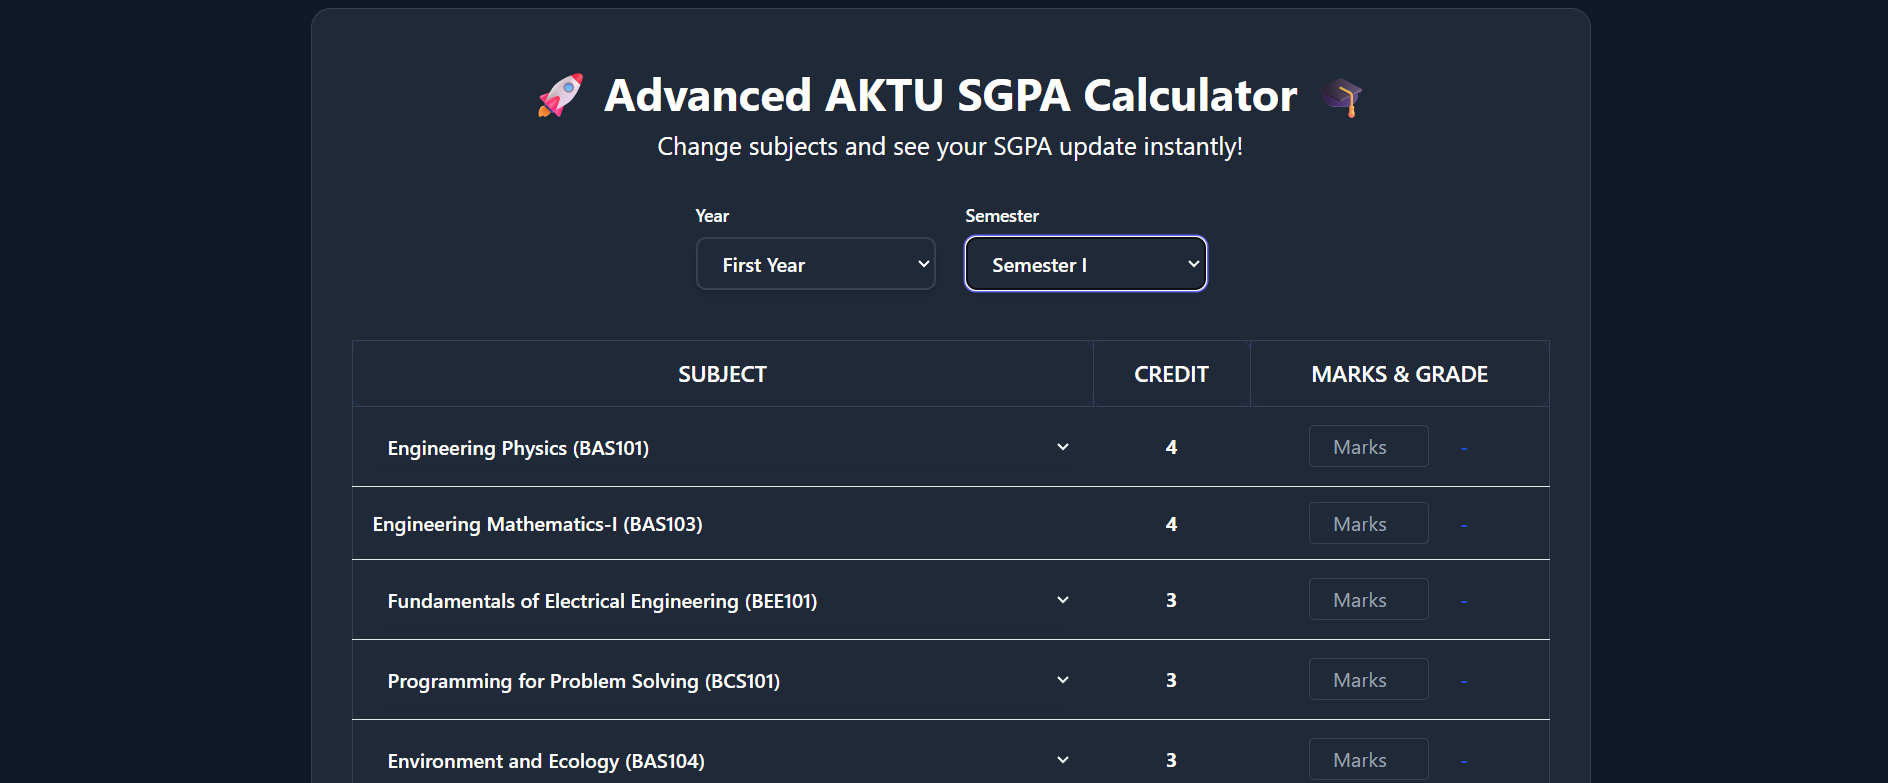 🚀 Advanced AKTU SGPA Calculator 🎓
Change subjects and see your SGPA update instantly!
Year Semester
First Year Semester I
SUBJECT CREDIT MARKS & GRADE
Engineering Physics (BAS101) 4 Marks -
Engineering Mathematics-I (BAS103) 4 Marks -
Fundamentals of Electrical Engineering (BEE101) 3 Marks -
Programming for Problem Solving (BCS101) 3 Marks -
Environment and Ecology (BAS104) 3 Marks -